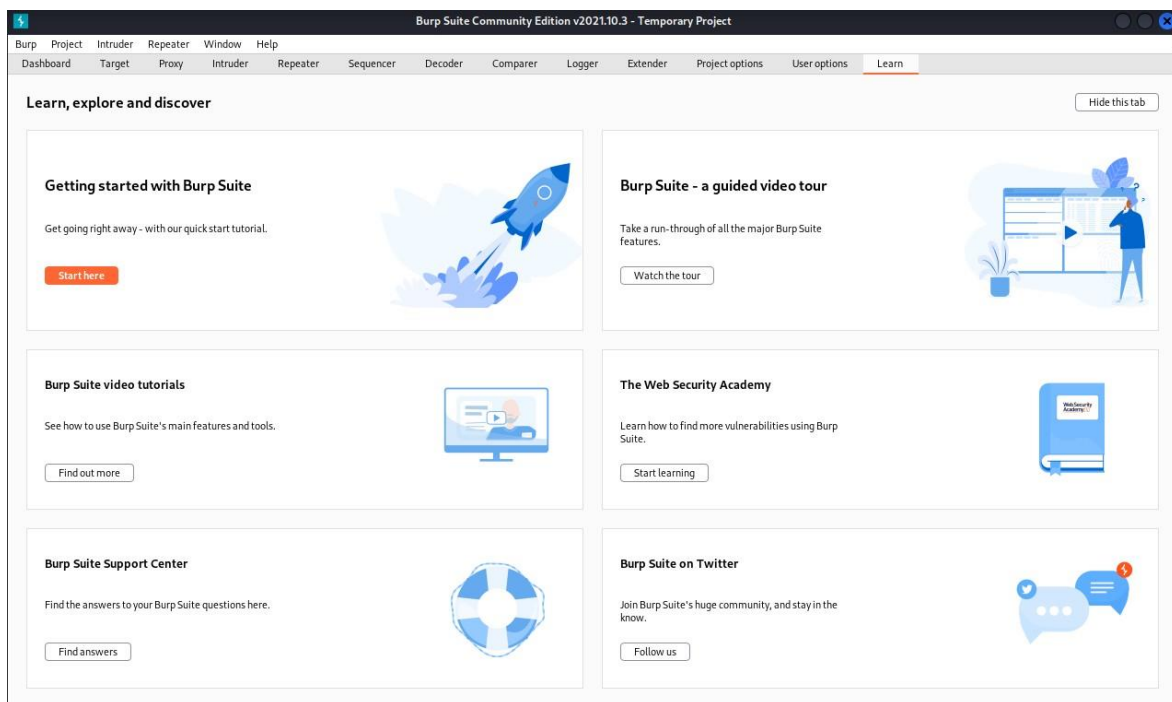 Burp Suite Community Edition v2021.10.3 - Temporary Project
Burp Project Intruder Repeater Window Help
Dashboard Target Proxy Intruder Repeater Sequencer Decoder Comparer Logger Extender Project options User options Learn
Learn, explore and discover
Hide this tab
Getting started with Burp Suite
Get going right away - with our quick start tutorial.
Start here
Burp Suite - a guided video tour
Take a run-through of all the major Burp Suite
features.
Watch the tour
Burp Suite video tutorials
See how to use Burp Suite's main features and tools.
Find out more
The Web Security Academy
Learn how to find more vulnerabilities using Burp
Suite.
Start learning
WebSecurity
Academy
Burp Suite Support Center
Find the answers to your Burp Suite questions here.
Find answers
Burp Suite on Twitter
Join Burp Suite's huge community, and stay in the
know.
Follow us